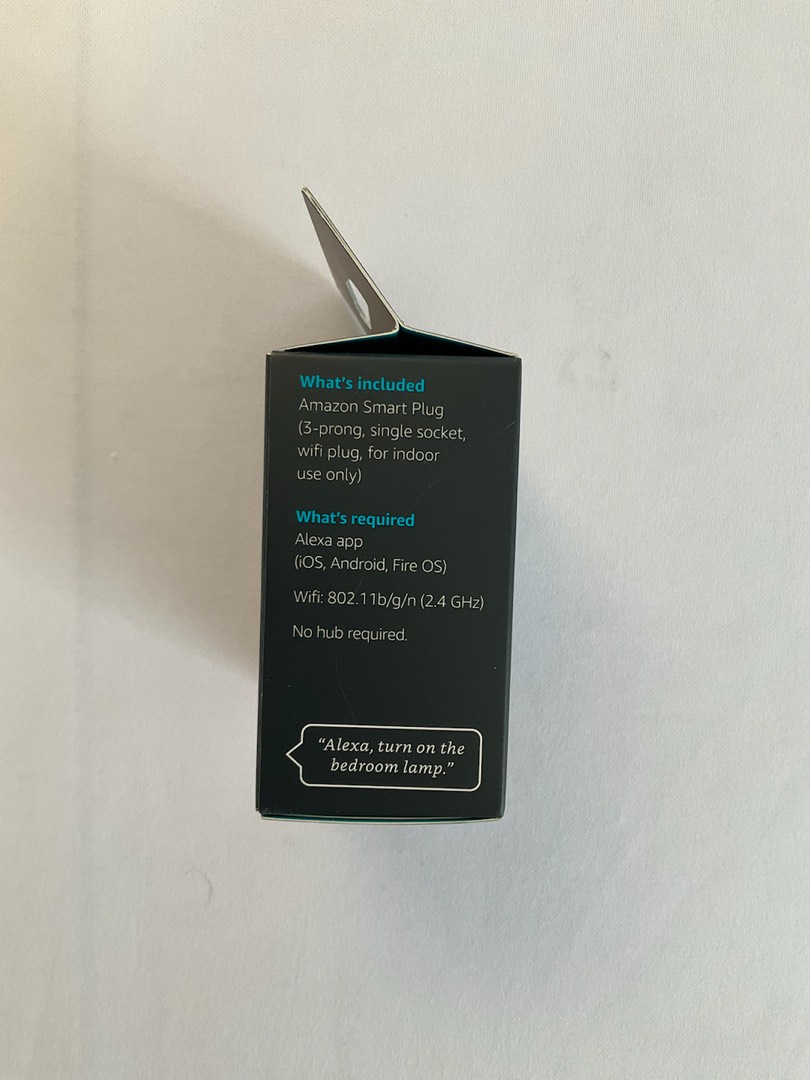 What's included
Amazon Smart Plug
(3-prong, single socket,
wifi plug, for indoor
use only)
What's required
Alexa app
(iOS, Android, Fire OS)
Wifi: 802.11b/g/n (2.4 GHz)
No hub required.
“Alexa, turn on the
bedroom lamp.”